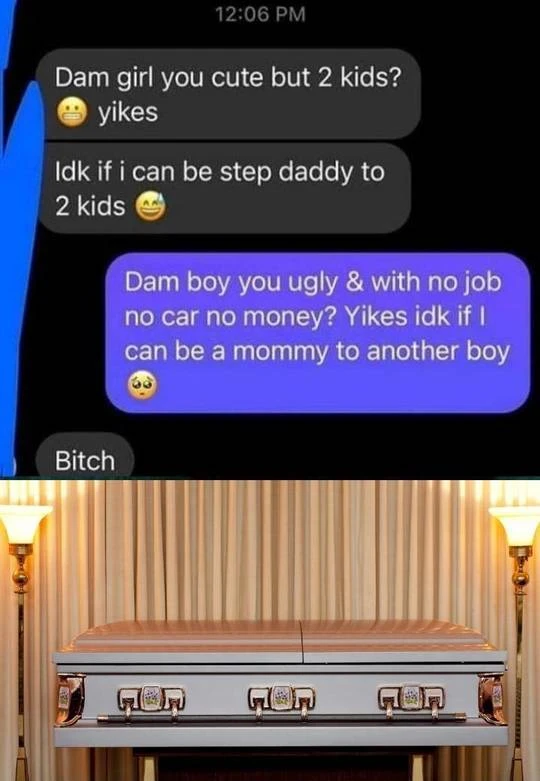 12:06 PM
Dam girl you cute but 2 kids?
😬 yikes
Idk if i can be step daddy to
2 kids 😅
Dam boy you ugly & with no job
no car no money? Yikes idk if I
can be a mommy to another boy
🥺
Bitch